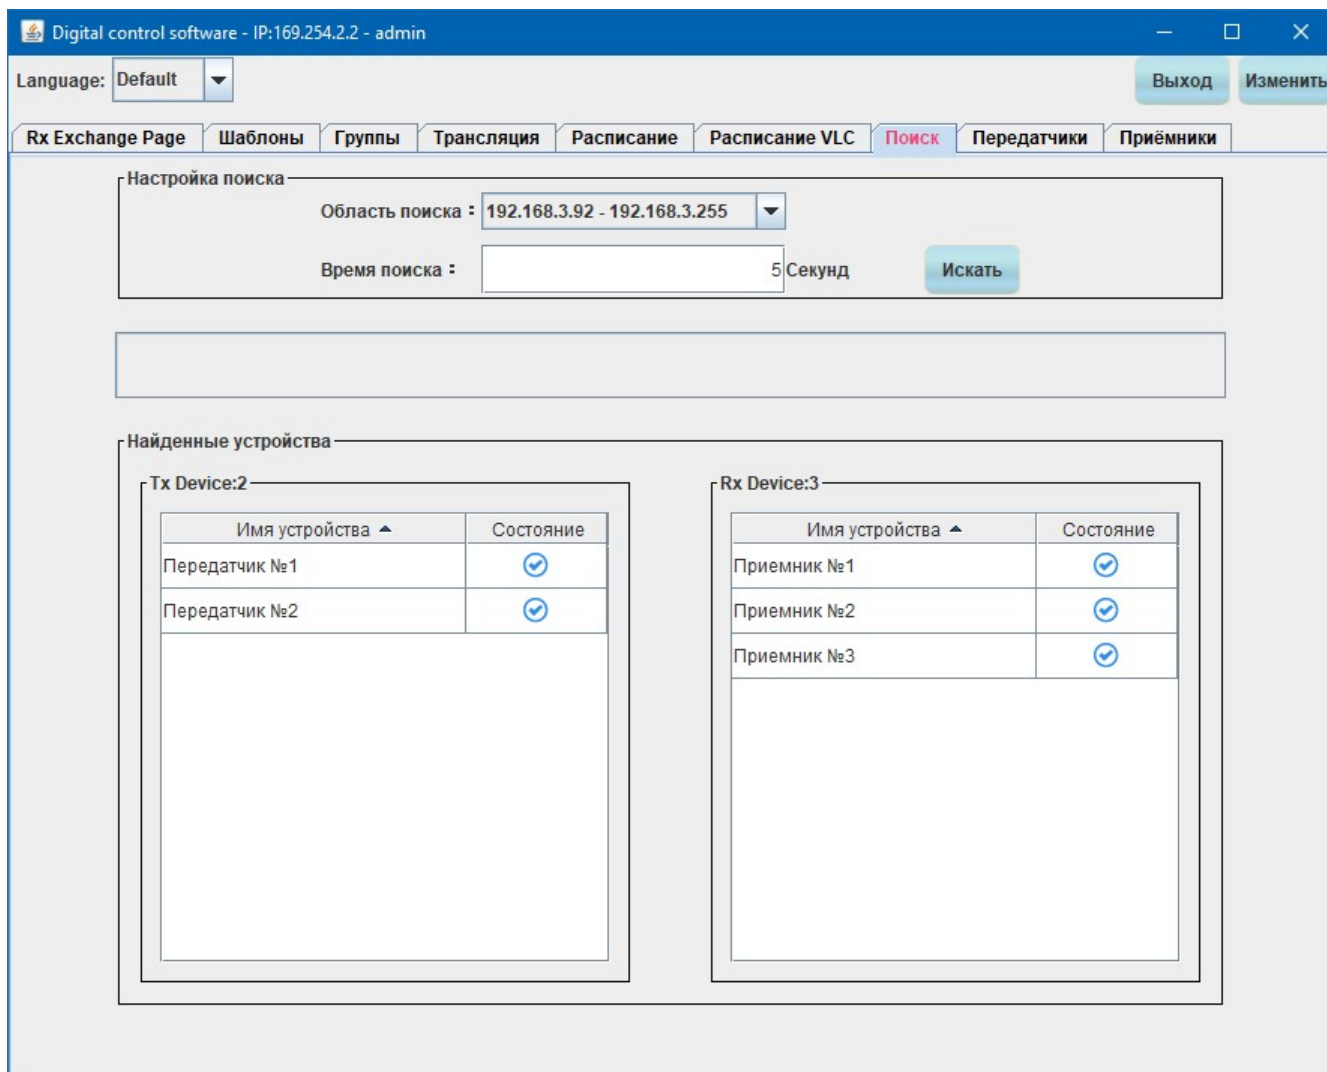 Digital control software - IP:169.254.2.2 - admin
Language: Default Выход Изменить
Rx Exchange Page Шаблоны Группы Трансляция Расписание Расписание VLC Поиск Передатчики Приёмники
Настройка поиска
Область поиска : 192.168.3.92 - 192.168.3.255
Время поиска : 5 Секунд Искать
Найденные устройства
Tx Device:2 Rx Device:3
Имя устройства Состояние Имя устройства Состояние
Передатчик №1 Приемник №1
Передатчик №2 Приемник №2
Приемник №3